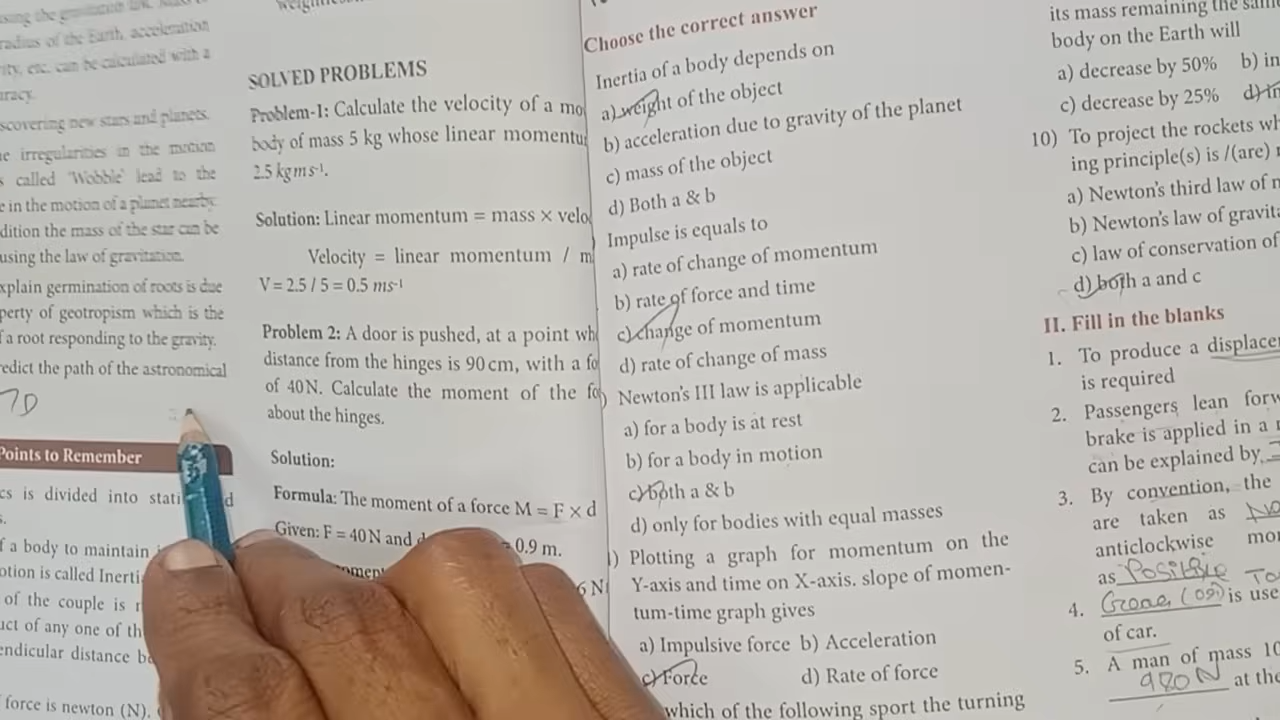 radius of the Earth, acceleration
ity, etc. can be calculated with a
uracy.
scovering new stars and planets.
e irregularities in the motion
s called 'Wobble' lead to the
e in the motion of a planet nearby.
dition the mass of the star can be
using the law of gravitation.
xplain germination of roots is due
perty of geotropism which is the
f a root responding to the gravity.
edict the path of the astronomical
Points to Remember
cs is divided into stati d
s.
f a body to maintain
otion is called Inerti
of the couple is
uct of any one of th
endicular distance b
force is newton (N).
SOLVED PROBLEMS
Problem-1: Calculate the velocity of a mo
body of mass 5 kg whose linear momentu
2.5 kg m s⁻¹.
Solution: Linear momentum = mass × velo
Velocity = linear momentum / m
V = 2.5 / 5 = 0.5 ms⁻¹
Problem 2: A door is pushed, at a point wh
distance from the hinges is 90 cm, with a fo
of 40 N. Calculate the moment of the fo
about the hinges.
Solution:
Formula: The moment of a force M = F × d
Given: F = 40 N and d = 0.9 m.
Choose the correct answer
Inertia of a body depends on
a) weight of the object
b) acceleration due to gravity of the planet
c) mass of the object
d) Both a & b
Impulse is equals to
a) rate of change of momentum
b) rate of force and time
c) change of momentum
d) rate of change of mass
) Newton's III law is applicable
a) for a body is at rest
b) for a body in motion
c) both a & b
d) only for bodies with equal masses
) Plotting a graph for momentum on the
Y-axis and time on X-axis. slope of momen-
tum-time graph gives
a) Impulsive force b) Acceleration
c) Force d) Rate of force
which of the following sport the turning
its mass remaining the sam
body on the Earth will
a) decrease by 50% b) in
c) decrease by 25% d) in
10) To project the rockets wh
ing principle(s) is /(are)
a) Newton's third law of m
b) Newton's law of gravita
c) law of conservation of
d) both a and c
II. Fill in the blanks
1. To produce a displacem
is required
2. Passengers lean forw
brake is applied in a
can be explained by
3. By convention, the
are taken as
anticlockwise mo
as Positive
4. is use
of car.
5. A man of mass 10
980 N at the